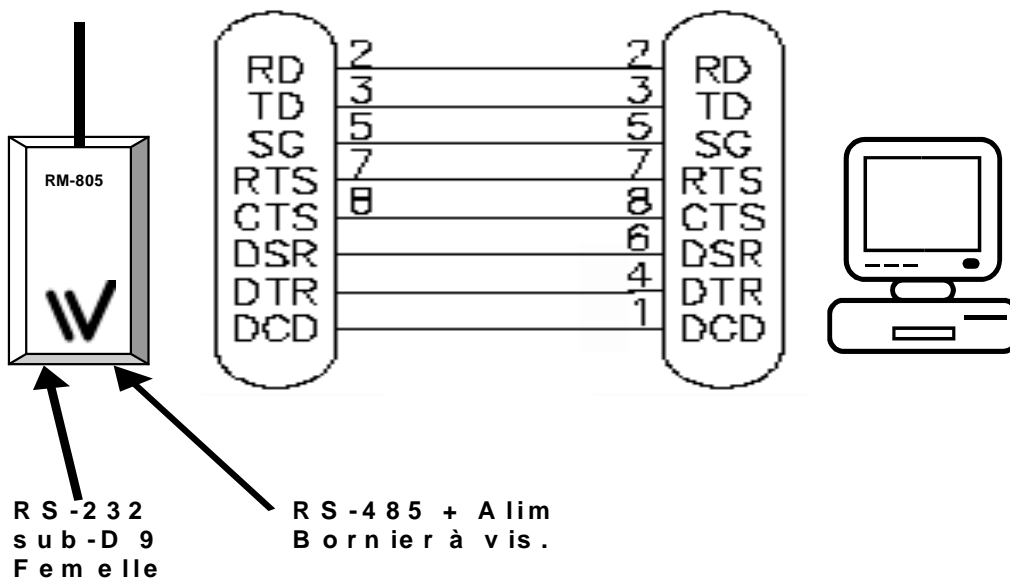 RM-805
2 2
RD RD
3 3
TD TD
5 5
SG SG
7 7
RTS RTS
8 8
CTS CTS
6
DSR DSR
4
DTR DTR
1
DCD DCD
RS-232
sub-D 9
Femelle
RS-485 + Alim
Bornier à vis.